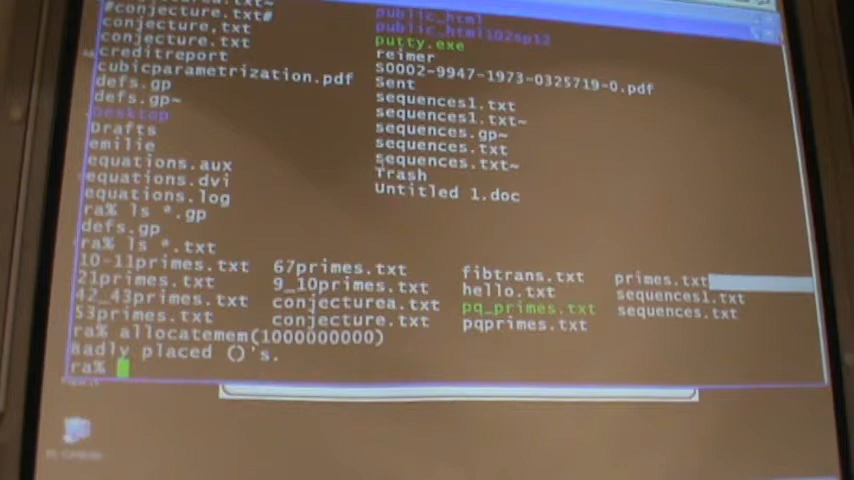 #conjecture.txt#
conjecture.txt
conjecture.txt
creditreport
cubicparametrization.pdf
defs.gp
defs.gp~
Desktop
Drafts
emilie
equations.aux
equations.dvi
equations.log
public_html
public_html102sp12
putty.exe
reimer
S0002-9947-1973-0325719-0.pdf
Sent
sequences1.txt
sequences1.txt~
sequences.gp~
sequences.txt
sequences.txt~
Trash
Untitled 1.doc
ra% ls *.gp
defs.gp
ra% ls *.txt
10-11primes.txt 67primes.txt fibtrans.txt primes.txt
21primes.txt 9_10primes.txt hello.txt sequences1.txt
42_43primes.txt conjecturea.txt pq_primes.txt sequences.txt
53primes.txt conjecture.txt pqprimes.txt
ra% allocatemem(1000000000)
Badly placed ()'s.
ra%